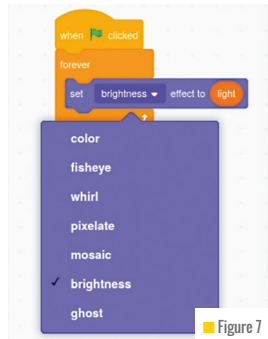 when clicked
forever
set brightness effect to light
color
fisheye
whirl
pixelate
mosaic
brightness
ghost
Figure 7